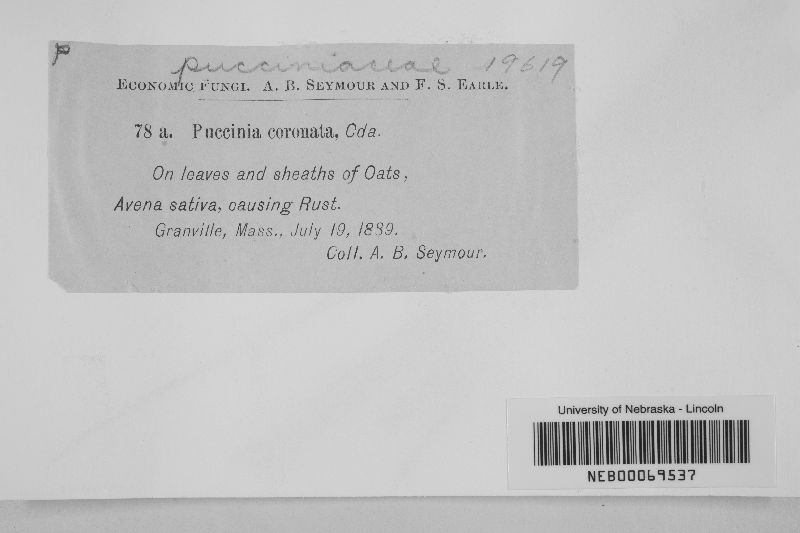 P
pucciniaceae 19619
ECONOMIC FUNGI. A. B. SEYMOUR AND F. S. EARLE.
78 a. Puccinia coronata, Cda.
On leaves and sheaths of Oats,
Avena sativa, causing Rust.
Granville, Mass., July 19, 1889.
Coll. A. B. Seymour.
University of Nebraska - Lincoln
NEB00069537